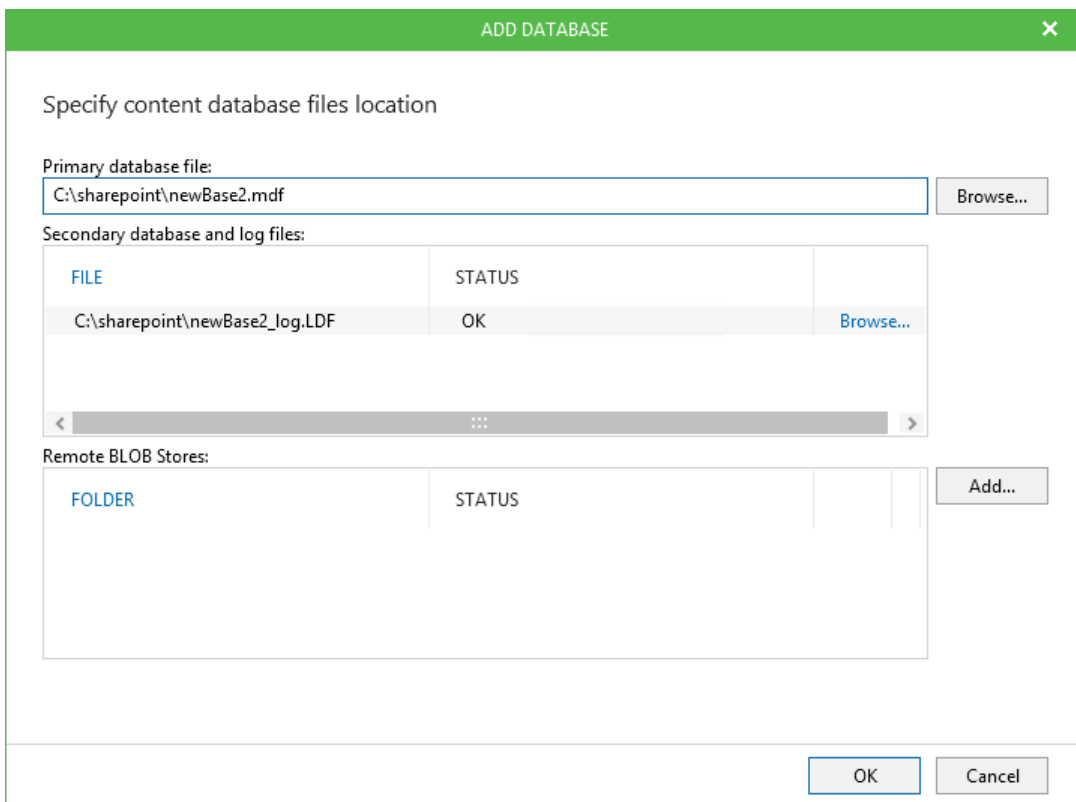 ADD DATABASE
Specify content database files location
Primary database file:
C:\sharepoint\newBase2.mdf
Browse...
Secondary database and log files:
FILE STATUS
C:\sharepoint\newBase2_log.LDF OK Browse...
Remote BLOB Stores:
FOLDER STATUS
Add...
OK Cancel